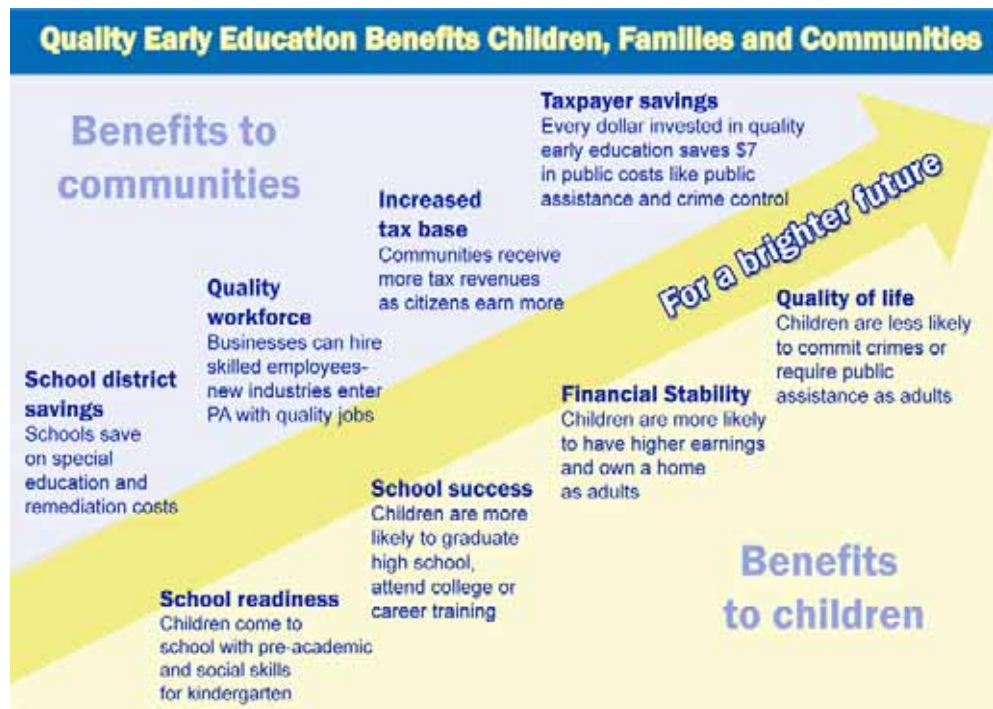 Quality Early Education Benefits Children, Families and Communities
Benefits to
communities
Taxpayer savings
Every dollar invested in quality
early education saves $7
in public costs like public
assistance and crime control
Increased
tax base
Communities receive
more tax revenues
as citizens earn more
Quality
workforce
Businesses can hire
skilled employees-
new industries enter
PA with quality jobs
School district
savings
Schools save
on special
education and
remediation costs
For a brighter future
Quality of life
Children are less likely
to commit crimes or
require public
assistance as adults
Financial Stability
Children are more likely
to have higher earnings
and own a home
as adults
School success
Children are more
likely to graduate
high school,
attend college or
career training
School readiness
Children come to
school with pre-academic
and social skills
for kindergarten
Benefits
to children